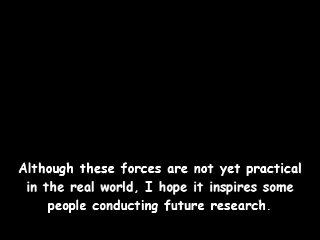 Although these forces are not yet practical
in the real world, I hope it inspires some
people conducting future research.